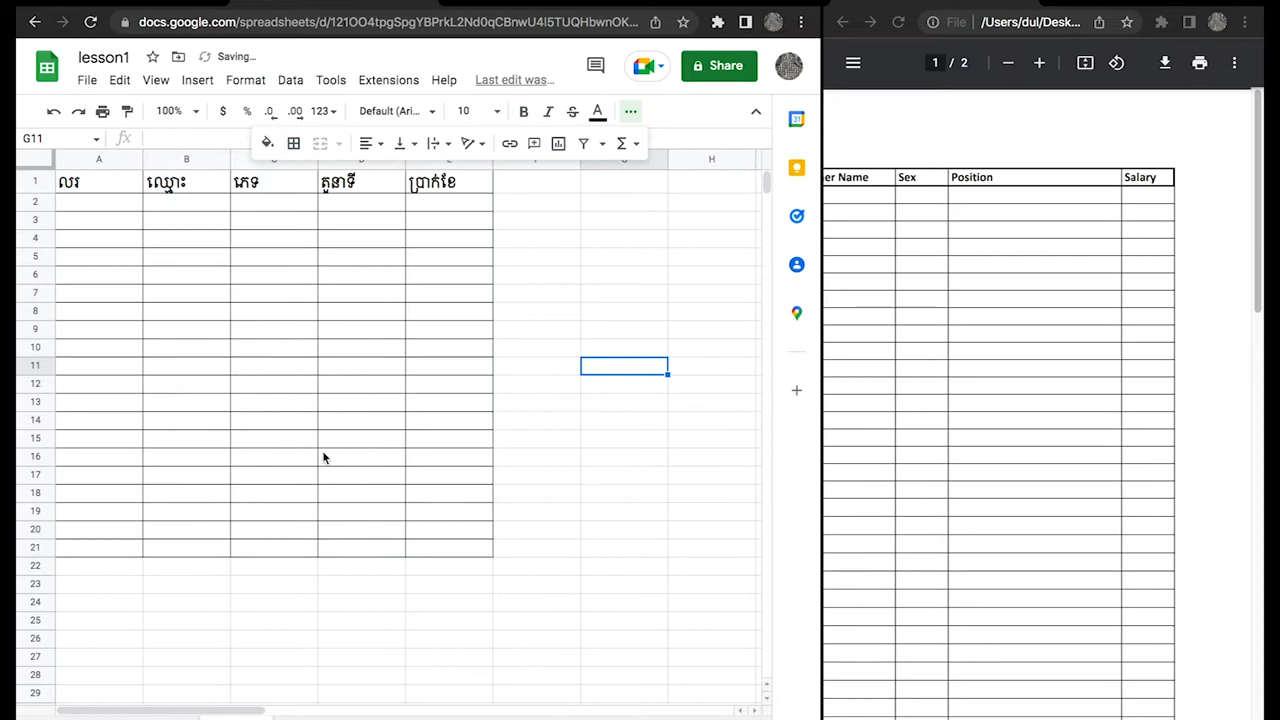 docs.google.com/spreadsheets/d/121OO4tpgSpgYBPrkL2Nd0qCBnwU4I5TUQHbwnOK...
File /Users/dul/Desk...
lesson1 Saving...
File Edit View Insert Format Data Tools Extensions Help Last edit was...
Share
1 / 2
100% $ % .0 .00 123 Default (Ari... 10 B I S A
G11 fx
31
A B C D E F G H
1 លរ ឈ្មោះ ភេទ តួនាទី ប្រាក់ខែ
er Name Sex Position Salary
2
3
4
5
6
7
8
9
10
11
12
13
14
15
16
17
18
19
20
21
22
23
24
25
26
27
28
29